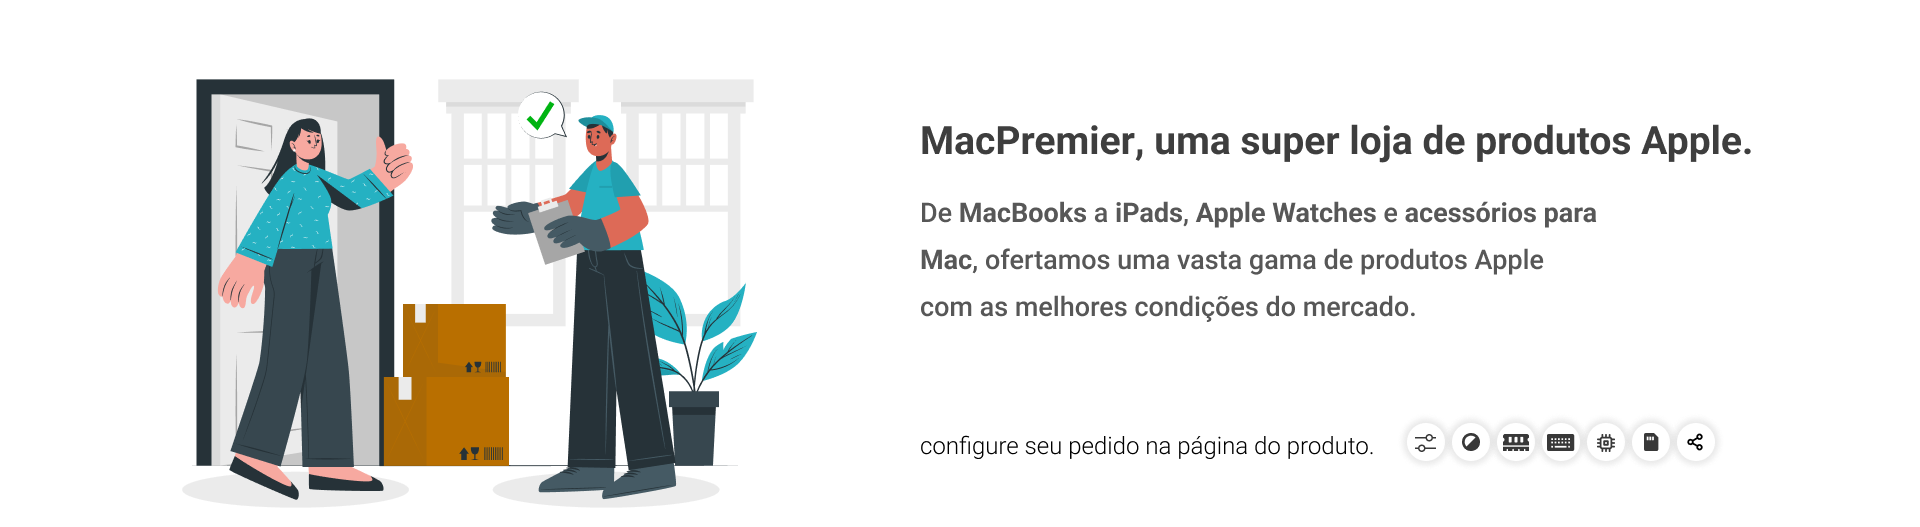 MacPremier, uma super loja de produtos Apple.
De MacBooks a iPads, Apple Watches e acessórios para
Mac, ofertamos uma vasta gama de produtos Apple
com as melhores condições do mercado.
configure seu pedido na página do produto.